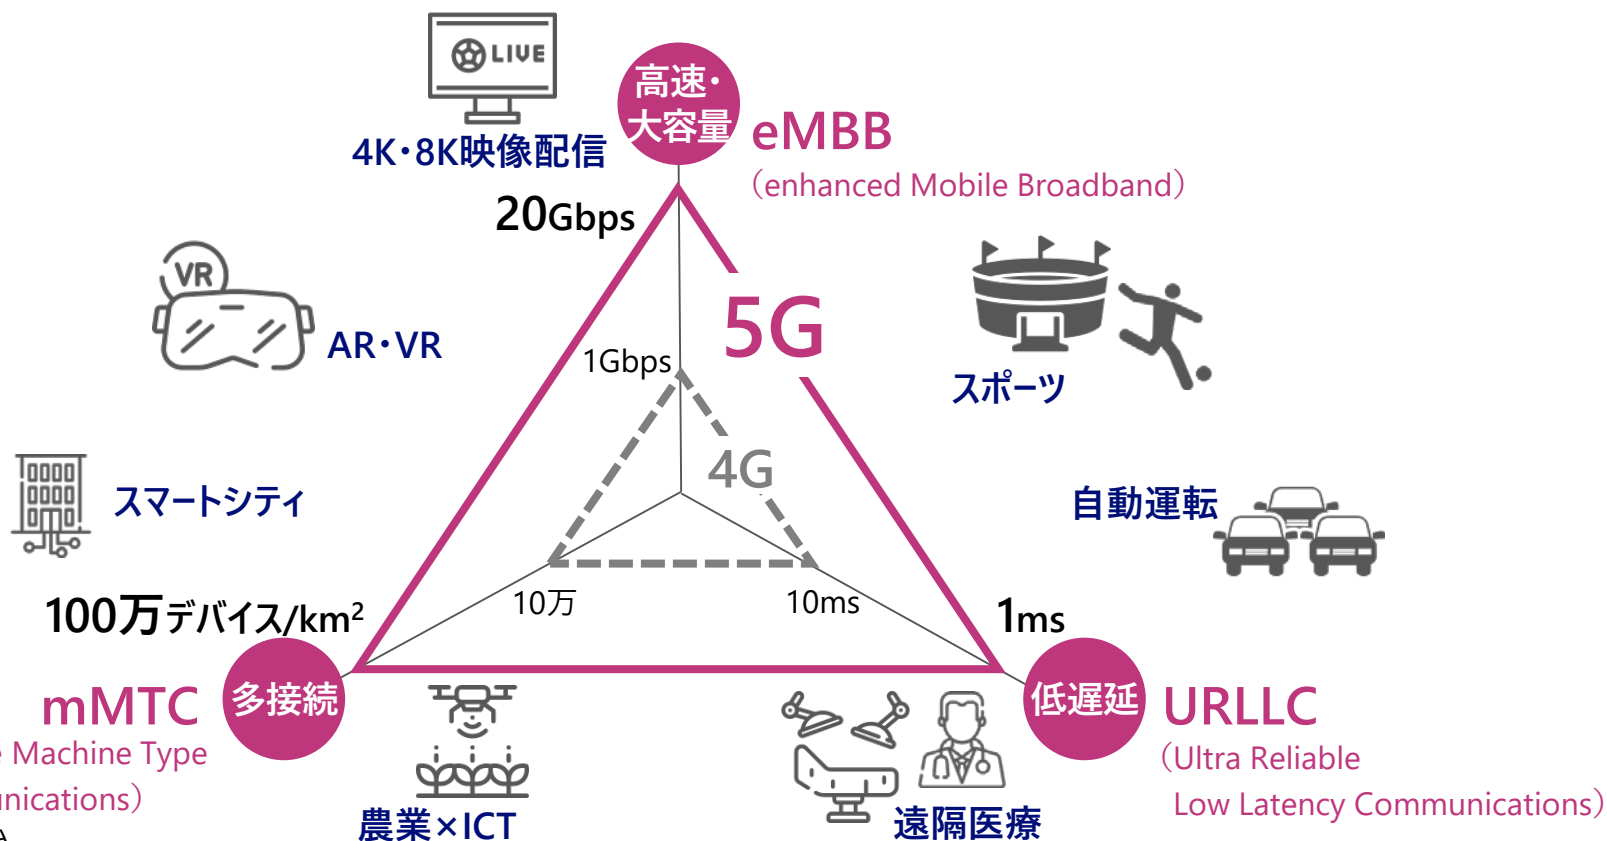 LIVE
高速・
大容量
4K・8K映像配信
eMBB
（enhanced Mobile Broadband）
20Gbps
VR
AR・VR
5G
1Gbps
スポーツ
4G
スマートシティ
自動運転
10万
10ms
100万デバイス/km²
1ms
mMTC
多接続
Machine Type
低遅延
URLLC
（Ultra Reliable
Low Latency Communications）
農業×ICT
遠隔医療